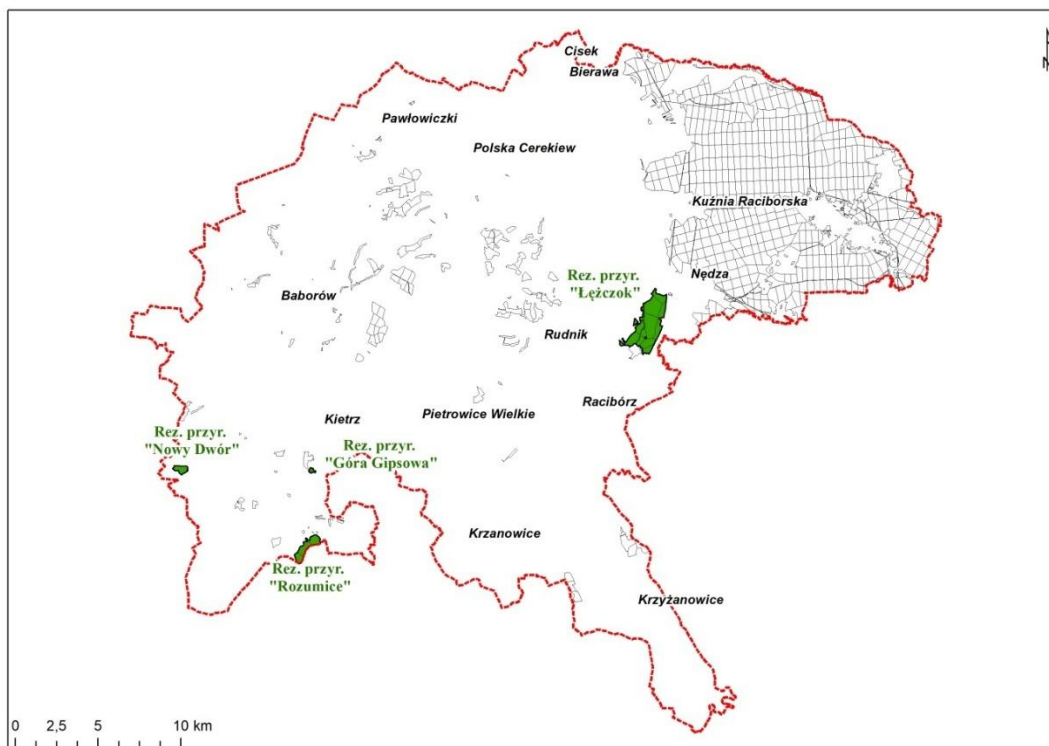 Cisek
Bierawa
Pawłowiczki
Polska Cerekiew
Kuźnia Raciborska
Nędza
Rez. przyr.
"Łężczok"
Baborów
Rudnik
Racibórz
Pietrowice Wielkie
Kietrz
Rez. przyr.
"Nowy Dwór"
Rez. przyr.
"Góra Gipsowa"
Krzanowice
Rez. przyr.
"Rozumice"
Krzyżanowice
0 2,5 5 10 km